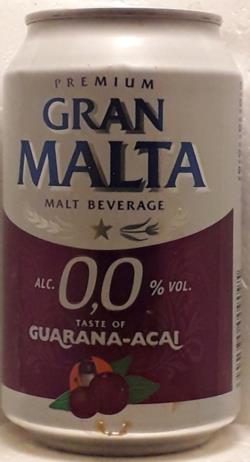 PREMIUM
GRAN
MALTA
MALT BEVERAGE
ALC. 0,0 % VOL.
TASTE OF
GUARANA-ACAI